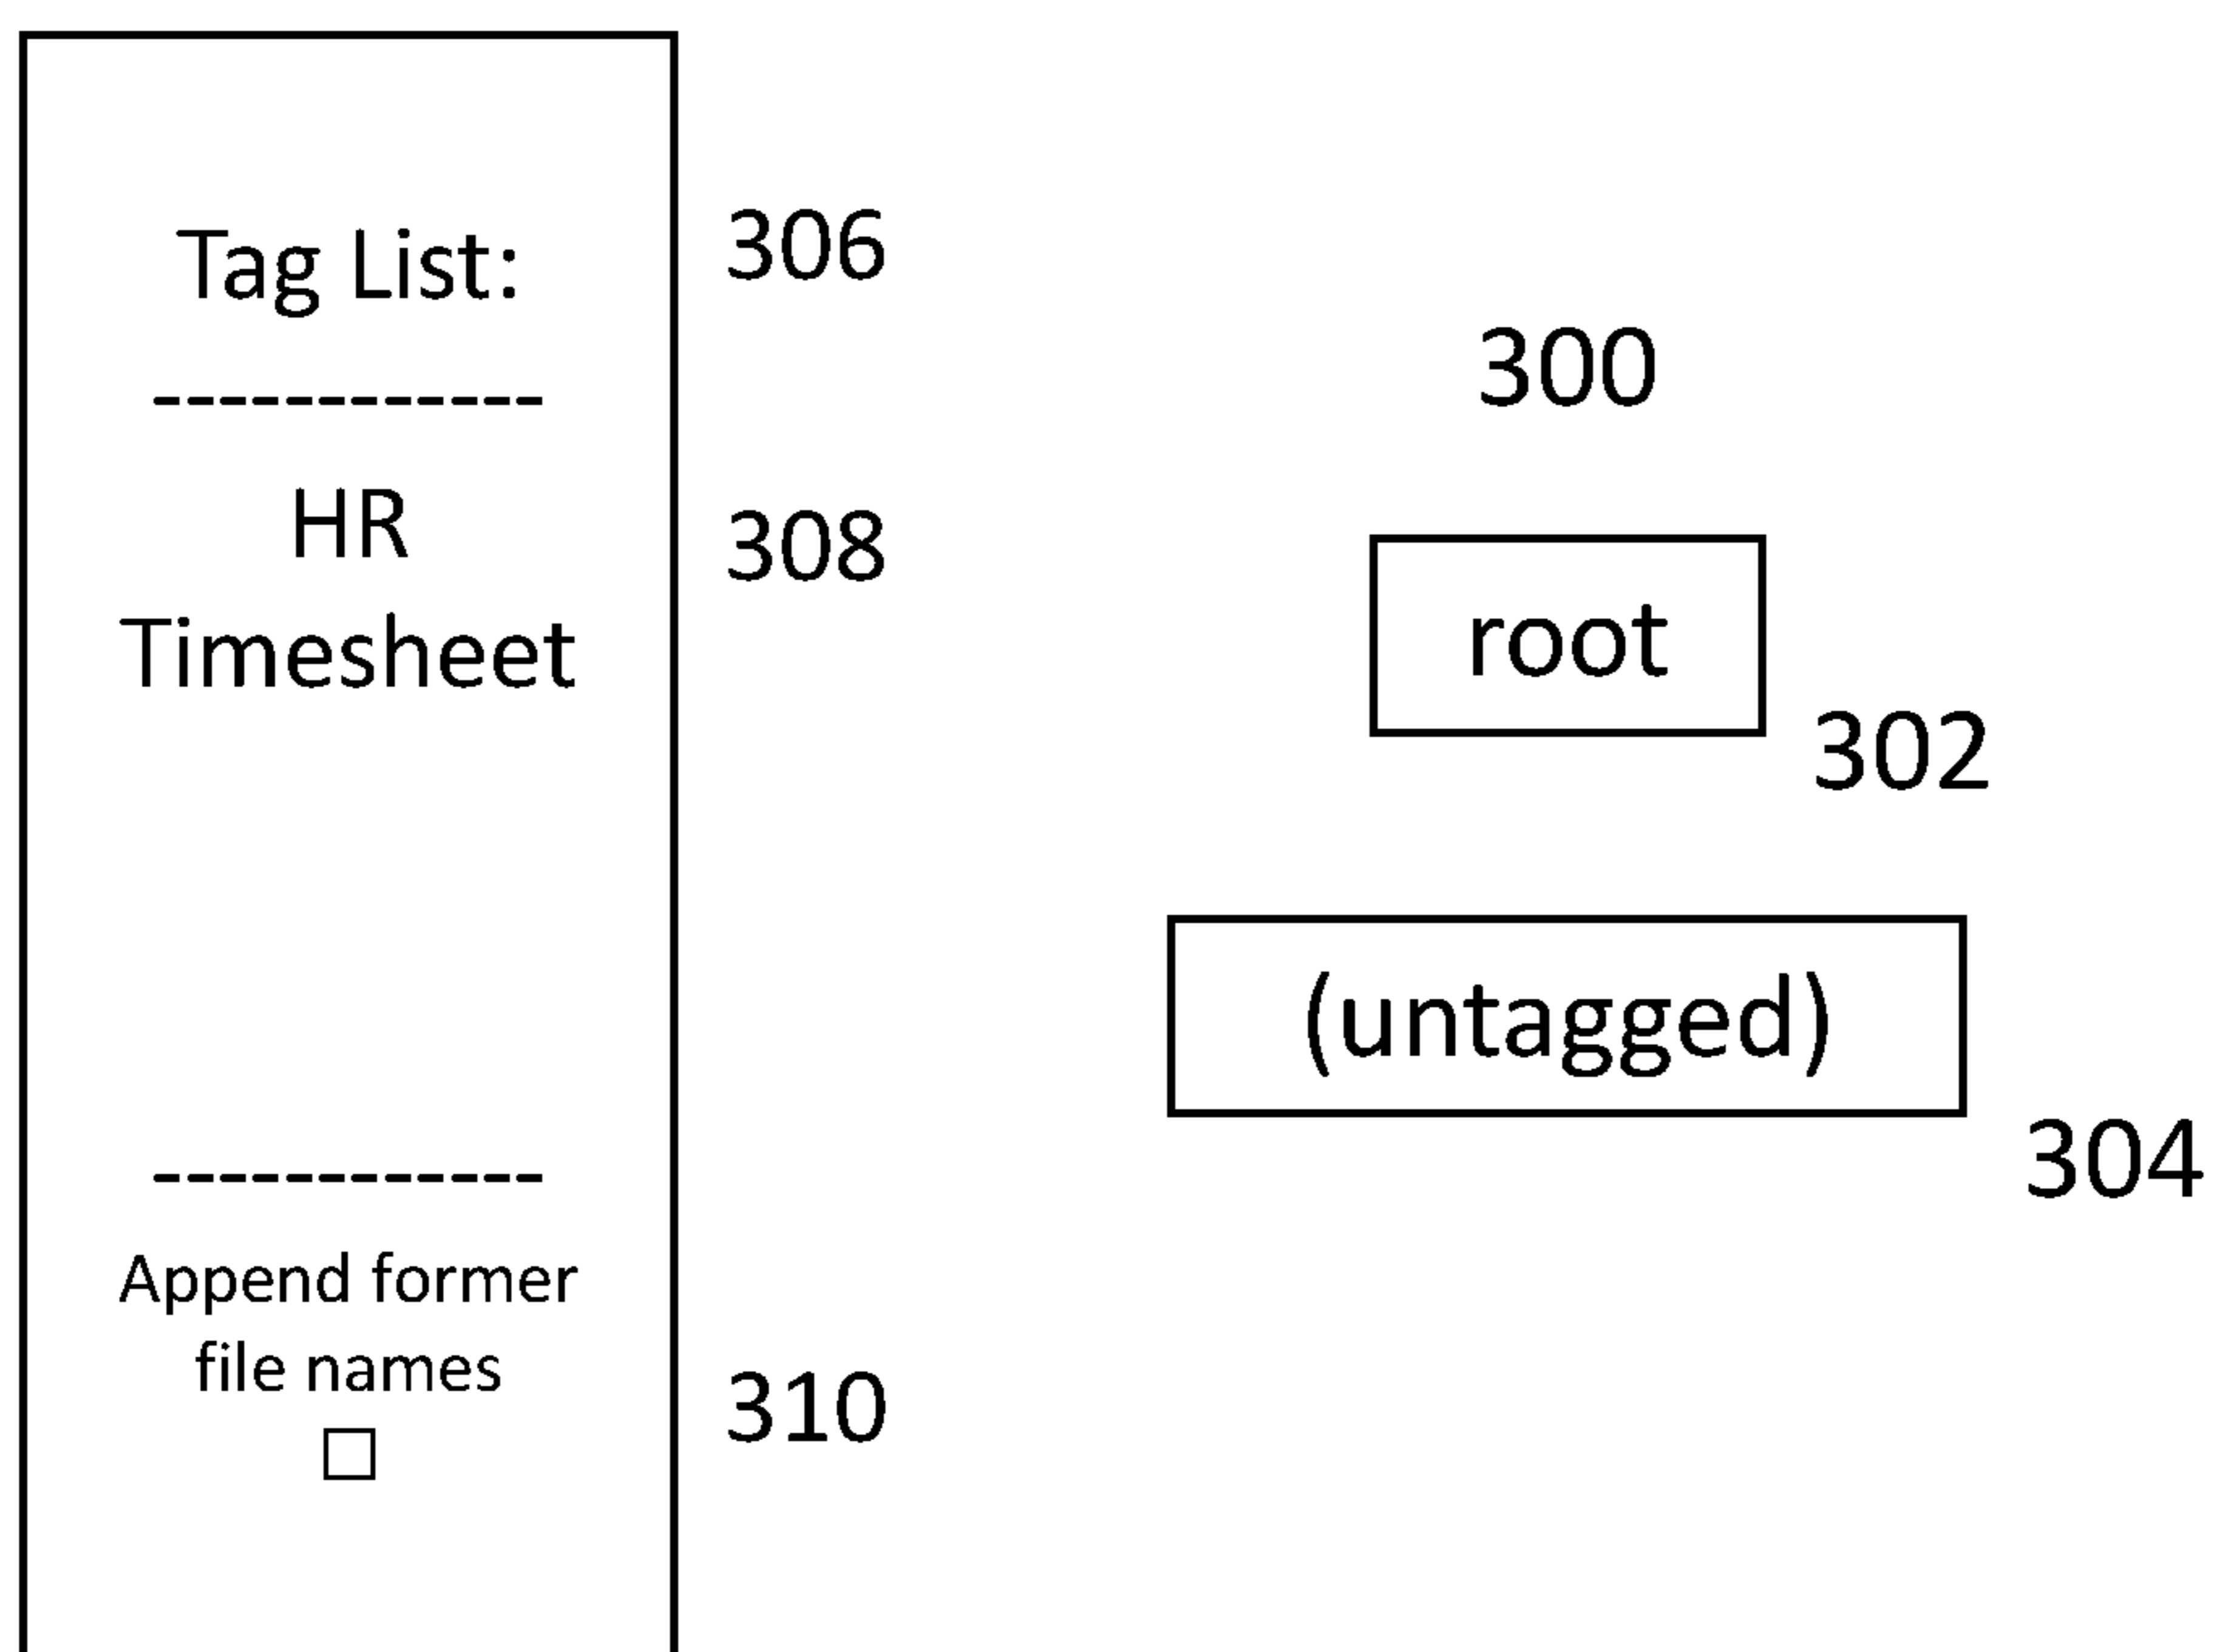 Tag List:
306
-------------
HR
308
Timesheet
-------------
Append former
file names
310
300
root
302
(untagged)
304